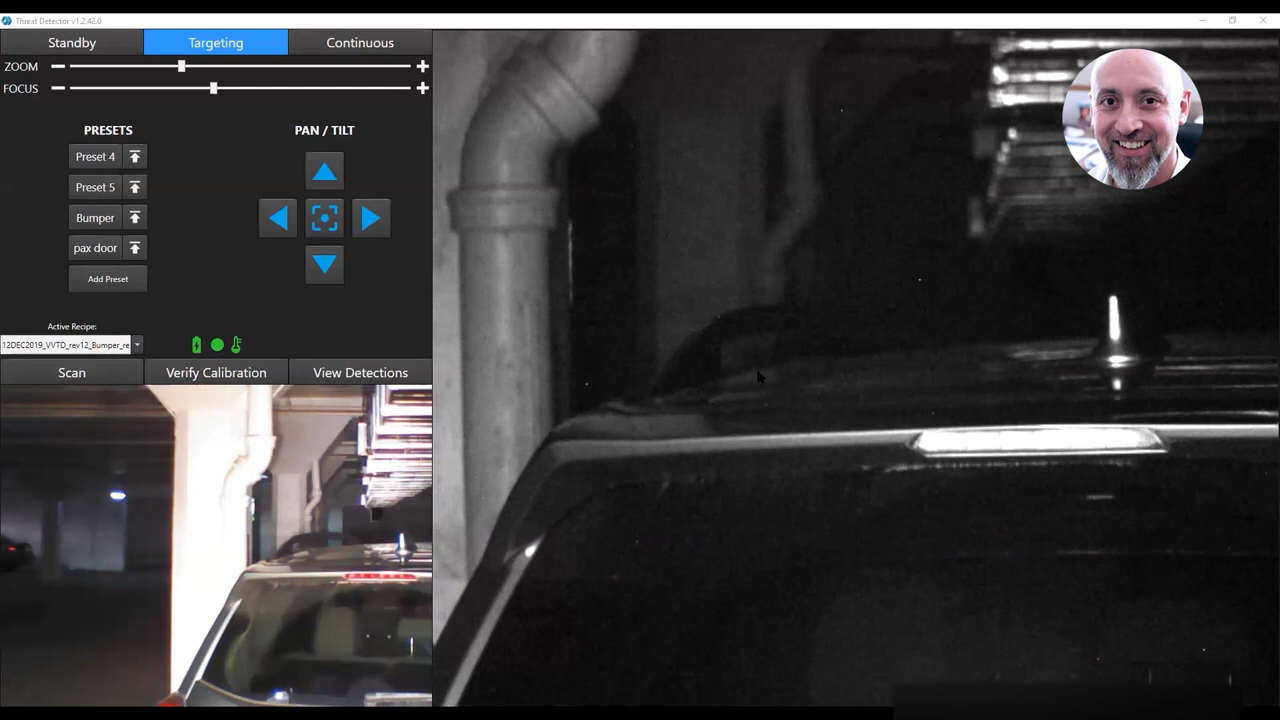 Threat Detector v1.2.42.0
Standby Targeting Continuous
ZOOM
FOCUS
PRESETS PAN / TILT
Preset 4
Preset 5
Bumper
pax door
Add Preset
Active Recipe:
12DEC2019_VVTD_rev12_Bumper_re
Scan Verify Calibration View Detections